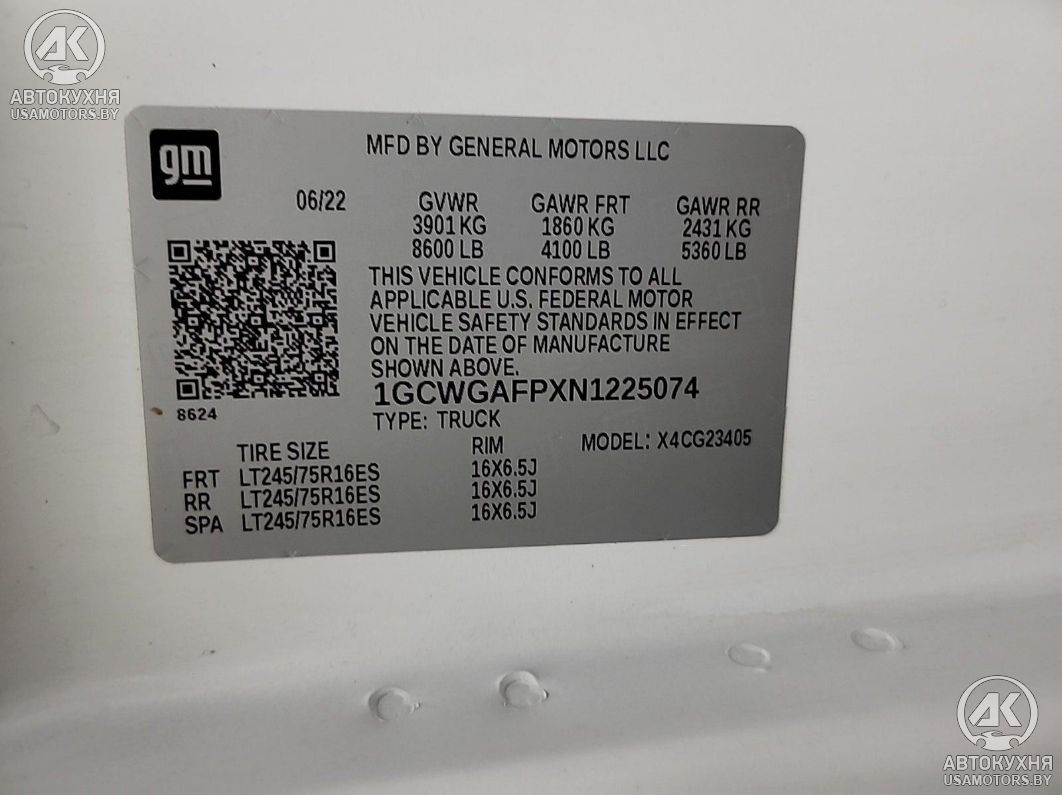 AK
АВТОКУХНЯ
USAMOTORS.BY
gm
MFD BY GENERAL MOTORS LLC
06/22
GVWR GAWR FRT GAWR RR
3901 KG 1860 KG 2431 KG
8600 LB 4100 LB 5360 LB
THIS VEHICLE CONFORMS TO ALL
APPLICABLE U.S. FEDERAL MOTOR
VEHICLE SAFETY STANDARDS IN EFFECT
ON THE DATE OF MANUFACTURE
SHOWN ABOVE.
1GCWGAFPXN1225074
8624
TYPE: TRUCK
MODEL: X4CG23405
TIRE SIZE RIM
FRT LT245/75R16ES 16X6.5J
RR LT245/75R16ES 16X6.5J
SPA LT245/75R16ES 16X6.5J
AK
АВТОКУХНЯ
USAMOTORS.BY